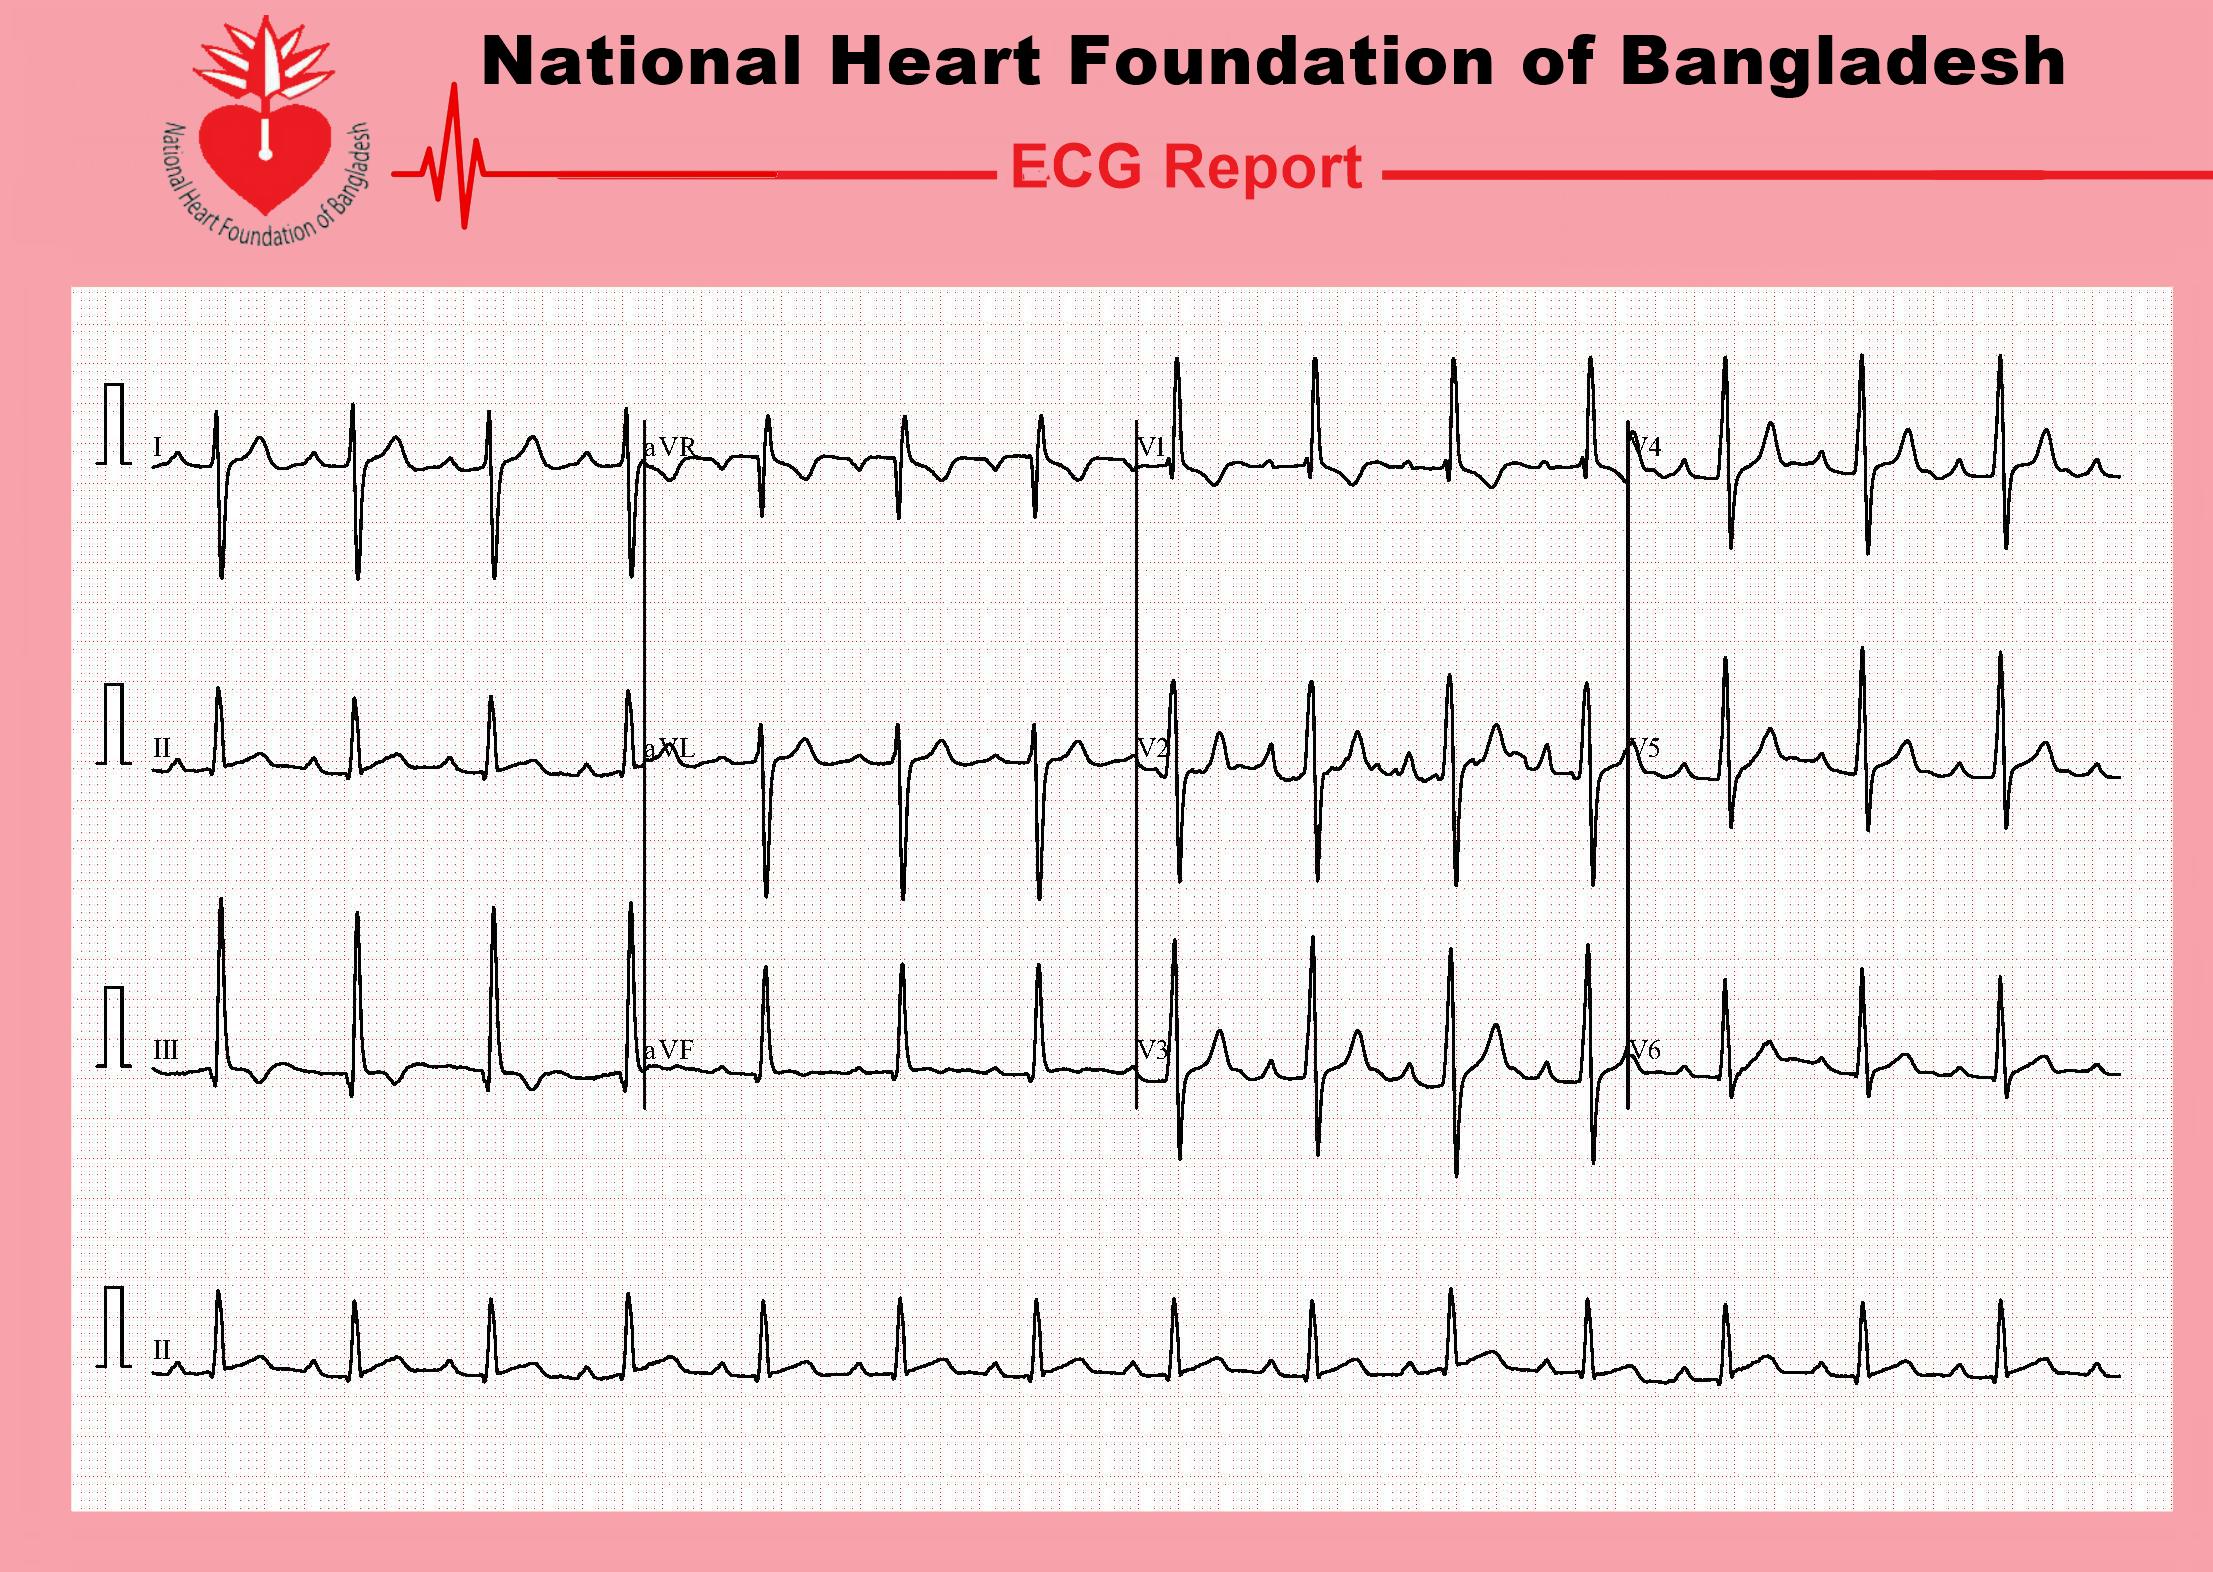 National Heart Foundation of Bangladesh
National Heart Foundation of Bangladesh
ECG Report
I aVR V1 V4
II aVL V2 V5
III aVF V3 V6
II